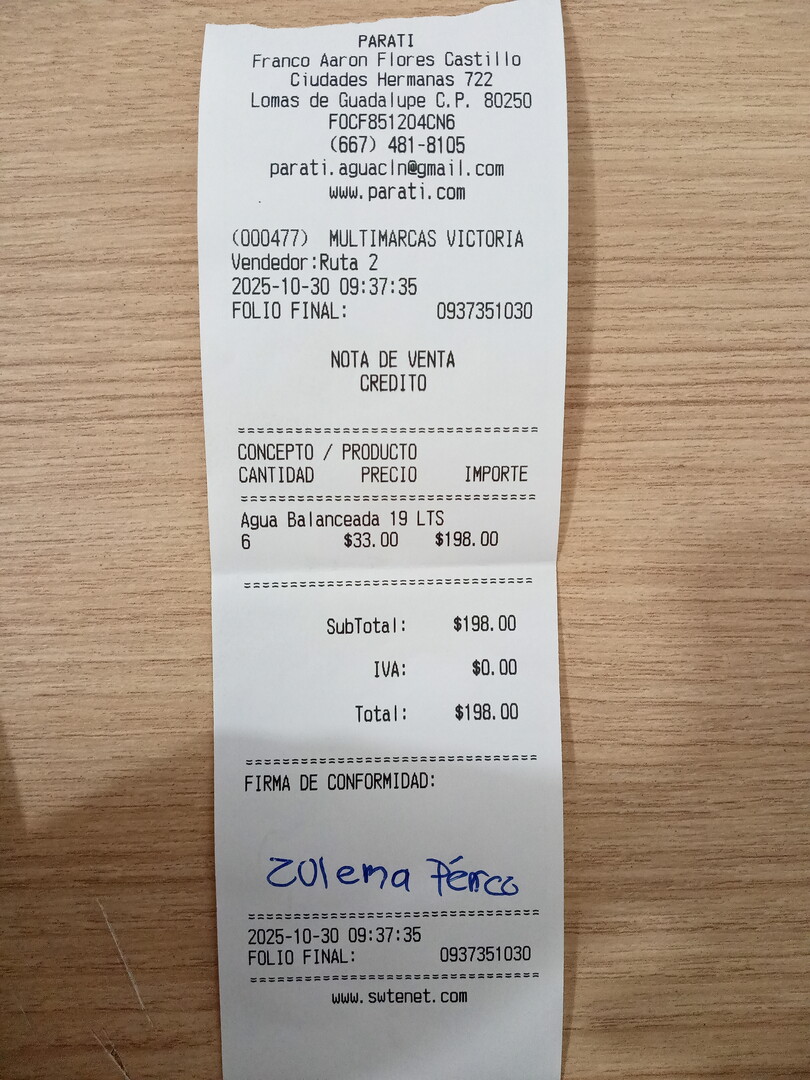 PARATI
Franco Aaron Flores Castillo
Ciudades Hermanas 722
Lomas de Guadalupe C.P. 80250
FOCF851204CN6
(667) 481-8105
parati.aguacln@gmail.com
www.parati.com
(000477) MULTIMARCAS VICTORIA
Vendedor:Ruta 2
2025-10-30 09:37:35
FOLIO FINAL: 0937351030
NOTA DE VENTA
CREDITO
CONCEPTO / PRODUCTO
CANTIDAD PRECIO IMPORTE
Agua Balanceada 19 LTS
6 $33.00 $198.00
SubTotal: $198.00
IVA: $0.00
Total: $198.00
FIRMA DE CONFORMIDAD:
Zulema
2025-10-30 09:37:35
FOLIO FINAL: 0937351030
www.swtenet.com